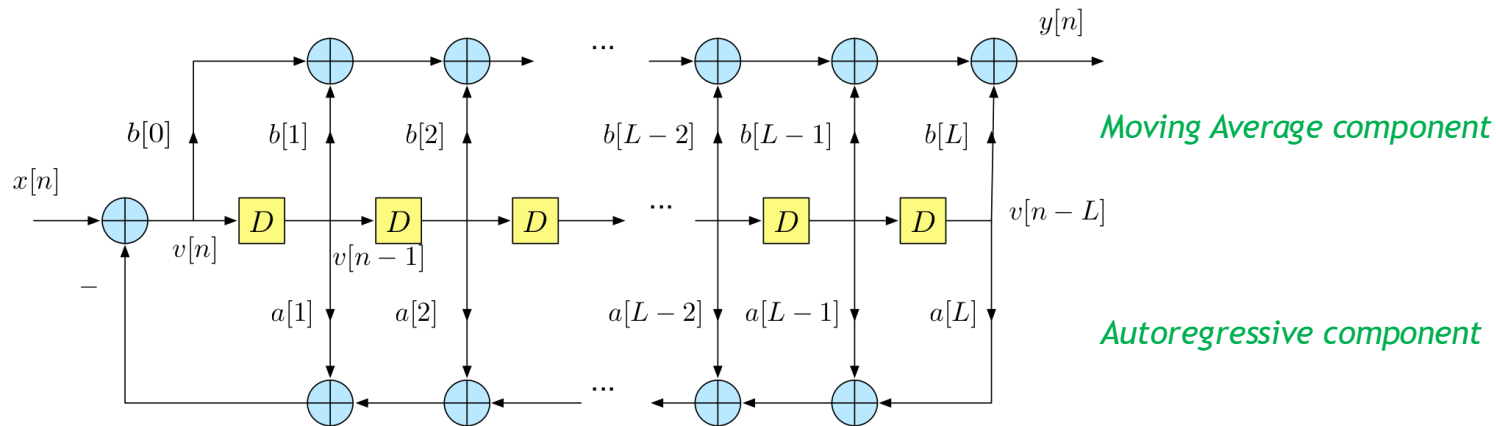 ... y[n]
b[0] b[1] b[2] b[L − 2] b[L − 1] b[L] Moving Average component
x[n]
D D D ... D D v[n − L]
v[n] v[n − 1]
−
a[1] a[2] a[L − 2] a[L − 1] a[L] Autoregressive component
...